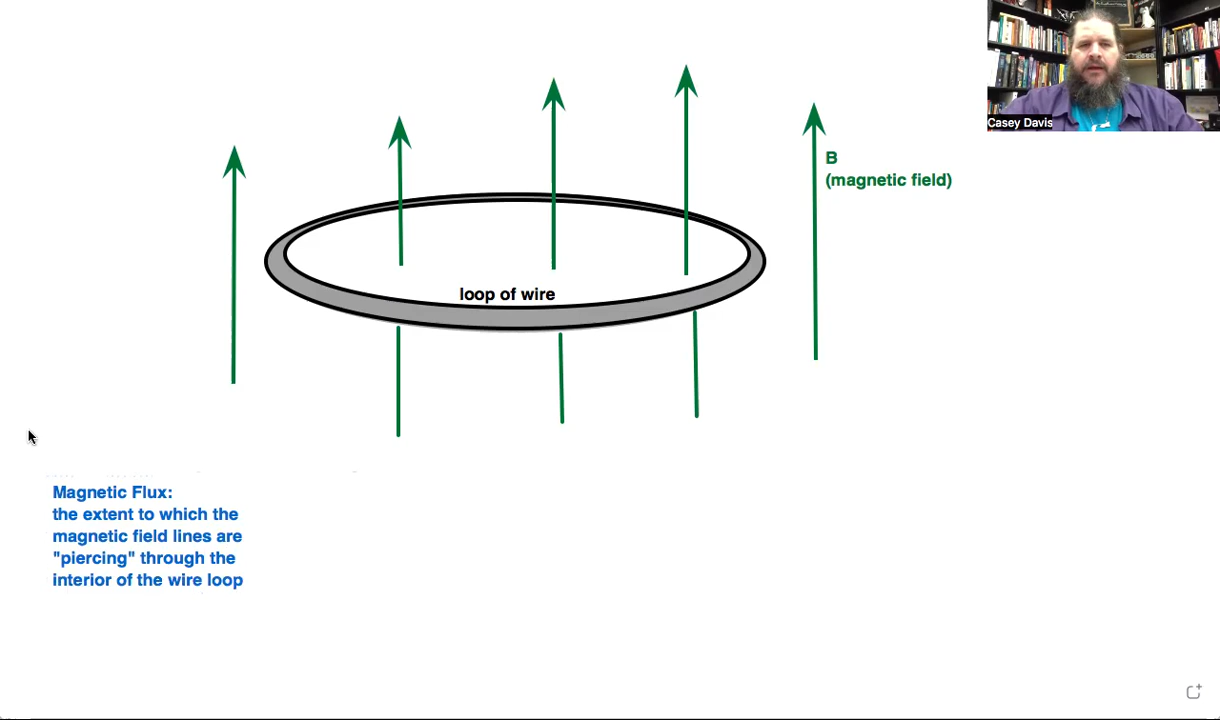 Casey Davis
B
(magnetic field)
loop of wire
Magnetic Flux:
the extent to which the
magnetic field lines are
"piercing" through the
interior of the wire loop